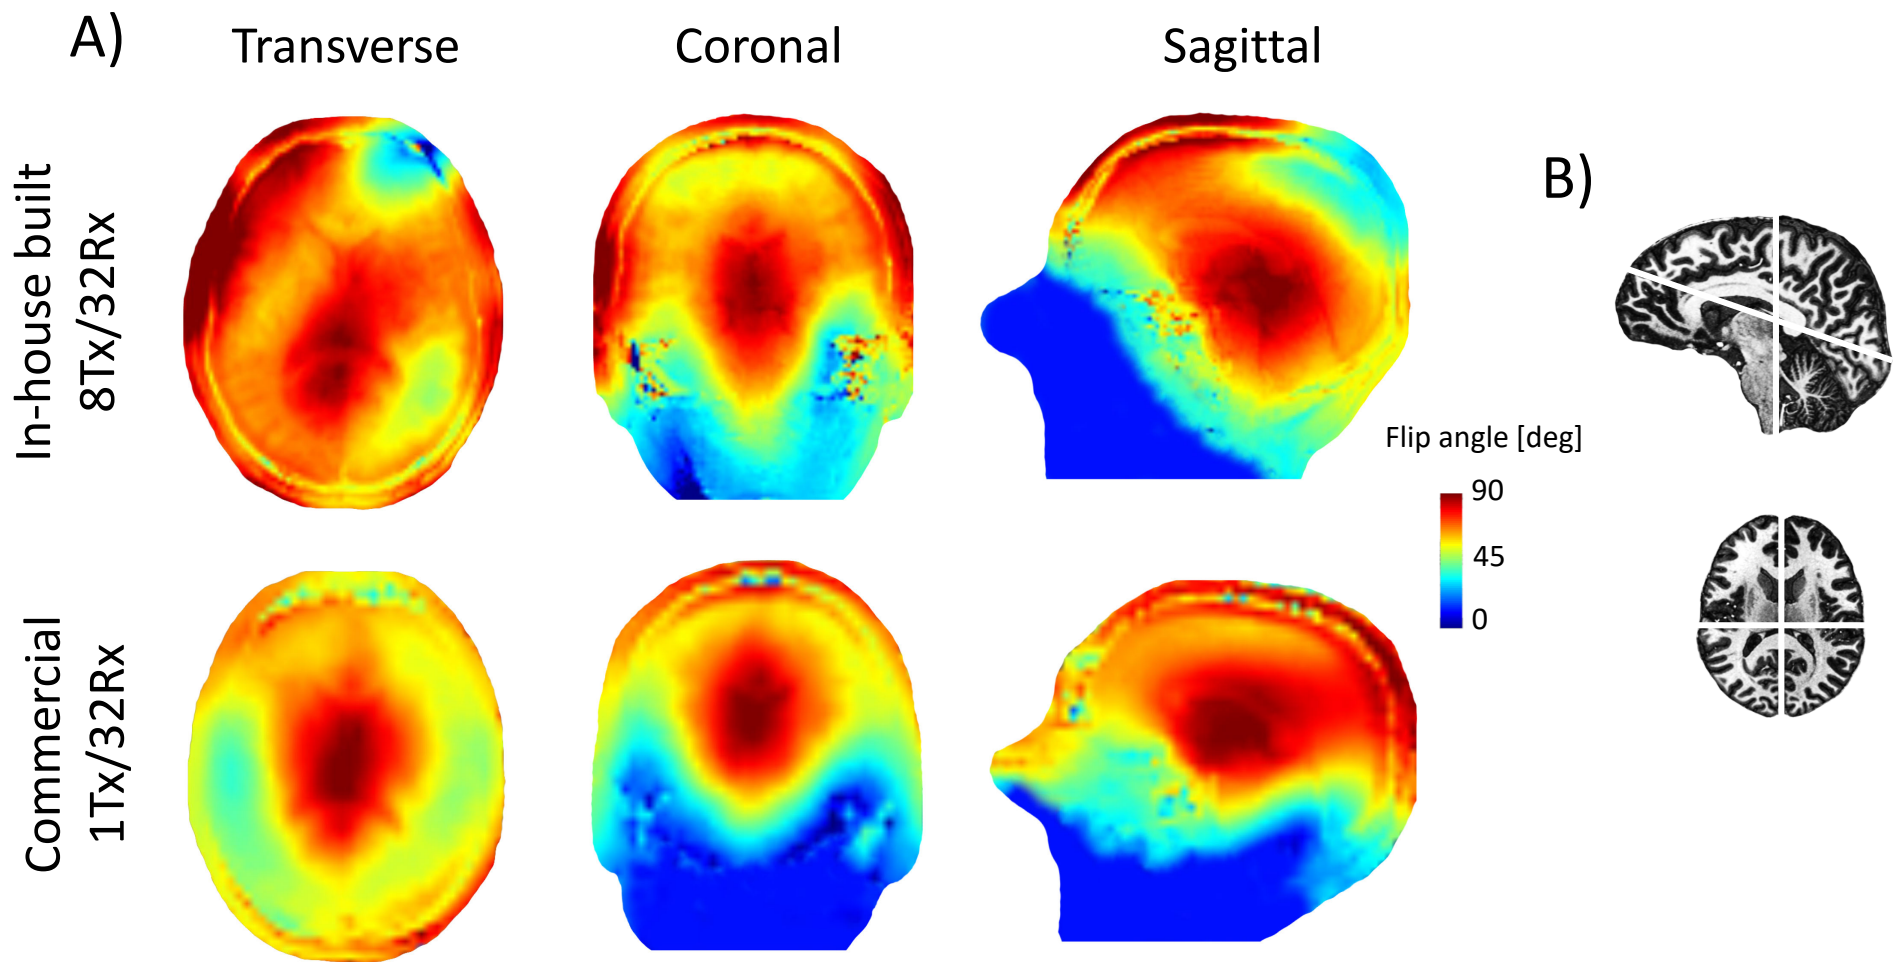 A)
Transverse
Coronal
Sagittal
In-house built
8Tx/32Rx
B)
Flip angle [deg]
90
45
0
Commercial
1Tx/32Rx